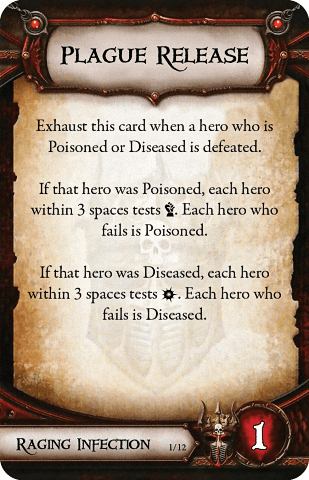 Plague Release
Exhaust this card when a hero who is
Poisoned or Diseased is defeated.
If that hero was Poisoned, each hero
within 3 spaces tests . Each hero who
fails is Poisoned.
If that hero was Diseased, each hero
within 3 spaces tests . Each hero who
fails is Diseased.
Raging Infection 1/12
1